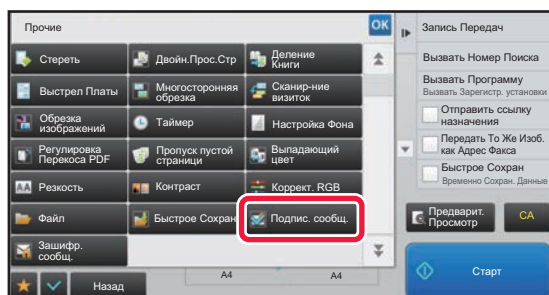 Прочие
OK
Стереть
Двойн.Прос.Стр
Деление
Книги
Выстрел Платы
Многосторонняя
обрезка
Сканир-ние
визиток
Обрезка
изображений
Таймер
Настройка Фона
Регулировка
Перекоса PDF
Пропуск пустой
страници
Выпадающий
цвет
Резкость
Контраст
Коррект. RGB
Файл
Быстрое Сохран
Подпис. сообщ.
Зашифр.
сообщ.
Назад
A4
A4
Запись Передач
Вызвать Номер Поиска
Вызвать Программу
Вызвать Зарегистр. установки
Отправить ссылку
назначения
Передать То Же Изоб.
как Адрес Факса
Быстрое Сохран
Временно Сохран. Данные
Предварит.
Просмотр
CA
Старт